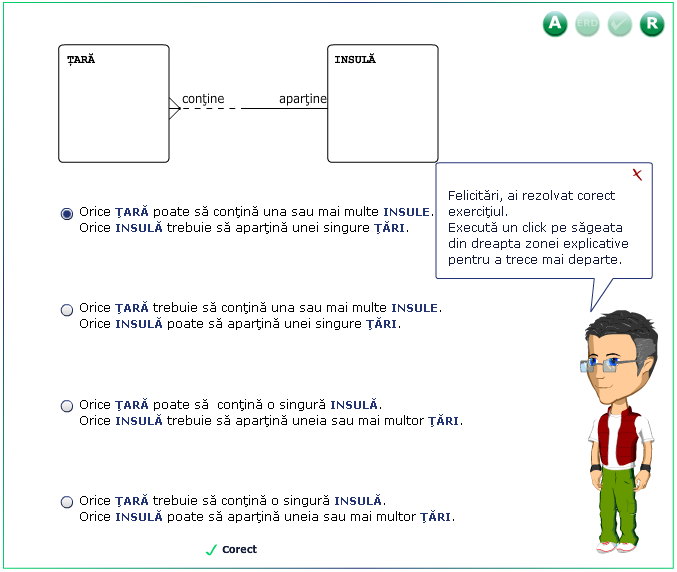 A ERD R
ŢARĂ INSULĂ
conţine aparţine
Felicitări, ai rezolvat corect
exerciţiul.
Execută un click pe săgeata
din dreapta zonei explicative
pentru a trece mai departe.
Orice ŢARĂ poate să conţină una sau mai multe INSULE.
Orice INSULĂ trebuie să aparţină unei singure ŢĂRI.
Orice ŢARĂ trebuie să conţină una sau mai multe INSULE.
Orice INSULĂ poate să aparţină unei singure ŢĂRI.
Orice ŢARĂ poate să conţină o singură INSULĂ.
Orice INSULĂ trebuie să aparţină uneia sau mai multor ŢĂRI.
Orice ŢARĂ trebuie să conţină o singură INSULĂ.
Orice INSULĂ poate să aparţină uneia sau mai multor ŢĂRI.
Corect